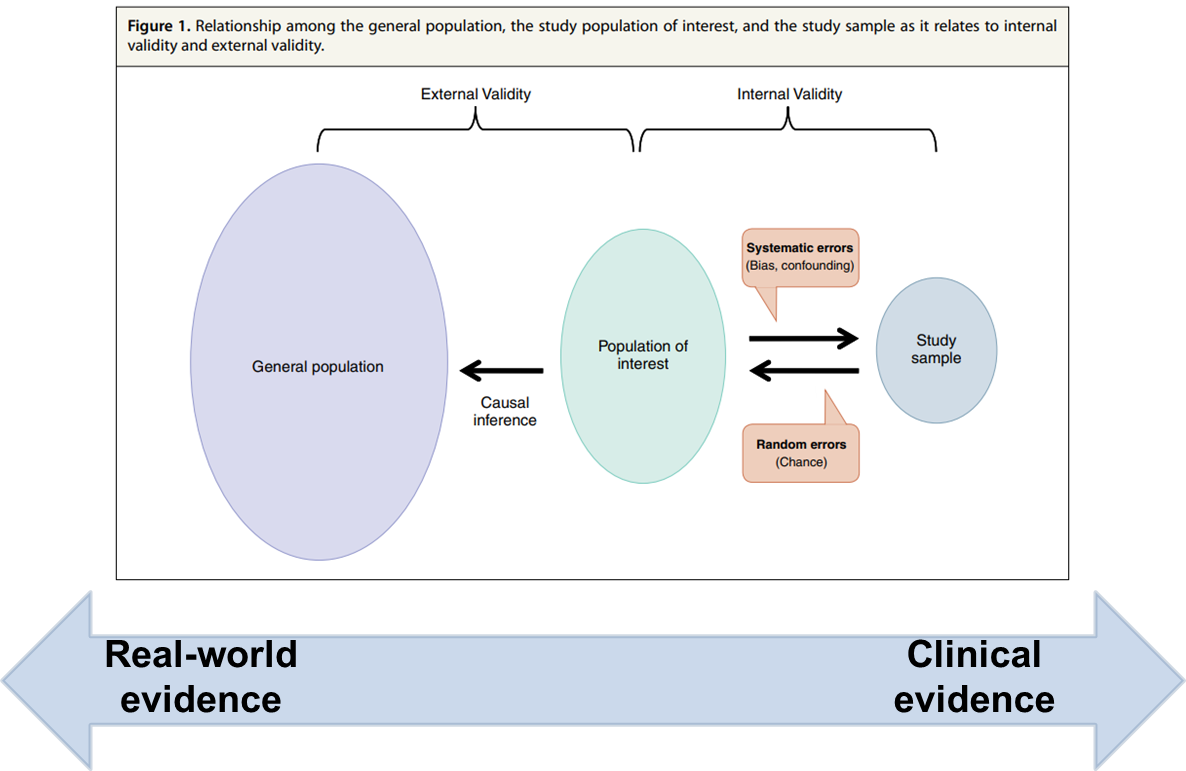 Figure 1. Relationship among the general population, the study population of interest, and the study sample as it relates to internal
validity and external validity.
External Validity
Internal Validity
Systematic errors
(Bias, confounding)
General population
Population of
interest
Study
sample
Causal
inference
Random errors
(Chance)
Real-world
evidence
Clinical
evidence